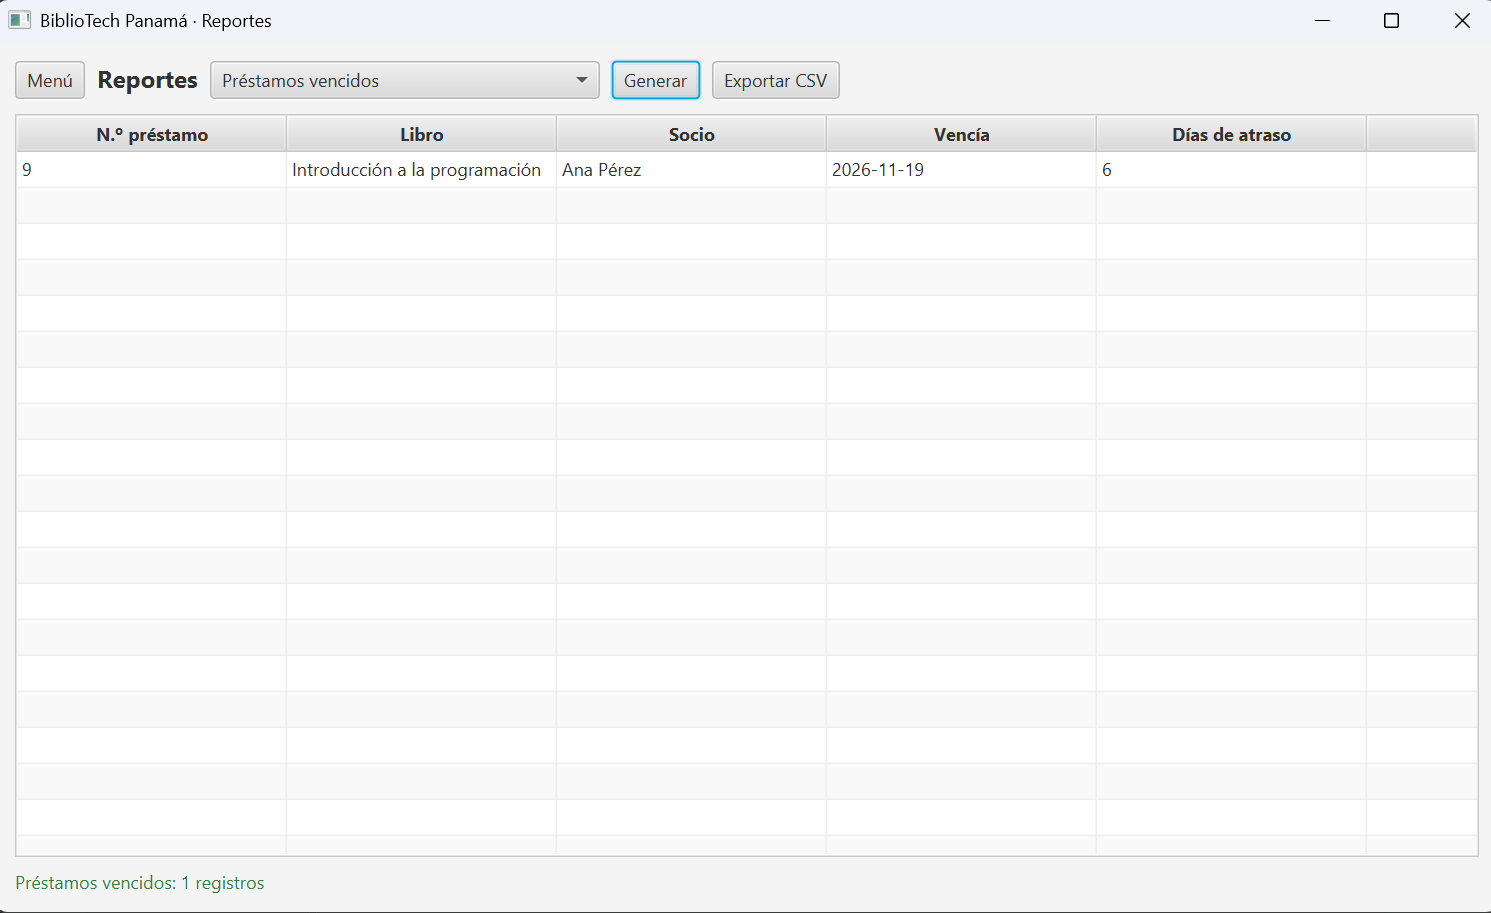 BiblioTech Panamá · Reportes
Menú Reportes Préstamos vencidos Generar Exportar CSV
N.º préstamo Libro Socio Vencía Días de atraso
9 Introducción a la programación Ana Pérez 2026-11-19 6
Préstamos vencidos: 1 registros